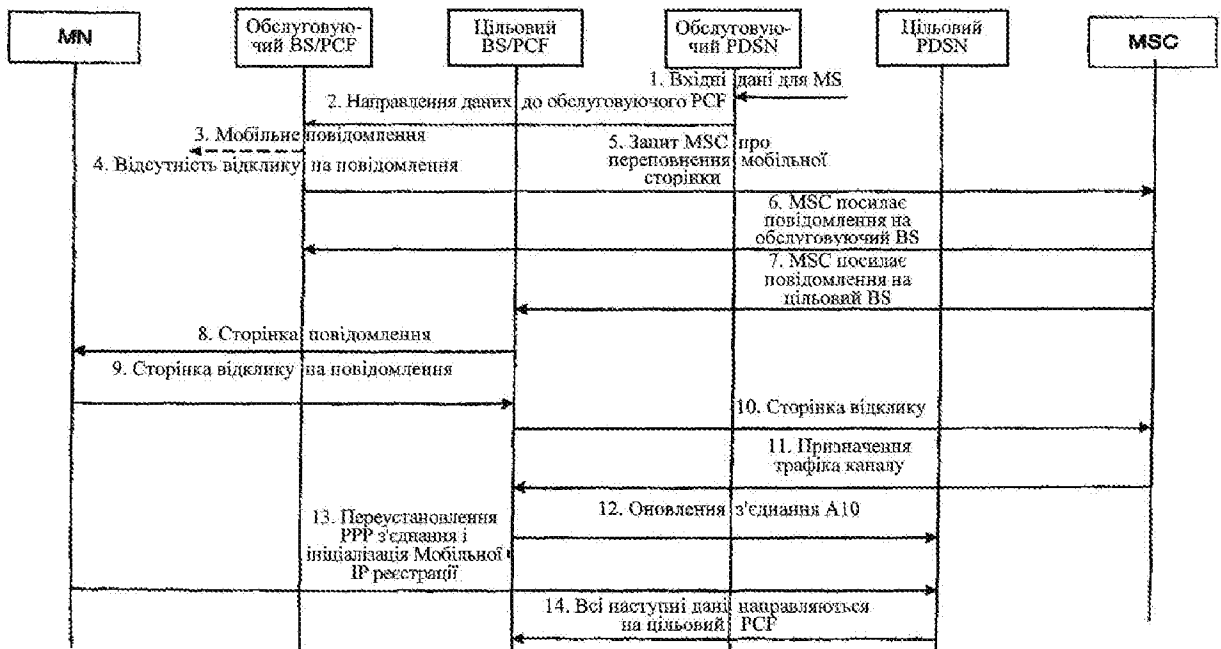 MN
Обслуговую-
чий BS/PCF
Цільовий
BS/PCF
Обслуговую-
чий PDSN
Цільовий
PDSN
MSC
1. Вхідні дані для MS
2. Направлення даних до обслуговуючого PCF
3. Мобільне повідомлення
4. Відсутність відклику на повідомлення
5. Запит MSC про
переповнення мобільної
сторінки
6. MSC посилає
повідомлення на
обслуговуючий BS
7. MSC посилає
повідомлення на
цільовий BS
8. Сторінка повідомлення
9. Сторінка відклику на повідомлення
10. Сторінка відклику
11. Призначення
трафіка каналу
12. Оновлення з'єднання A10
13. Переустановлення
PPP з'єднання і
ініціалізація Мобільної
IP реєстрації
14. Всі наступні дані направляються
на цільовий PCF